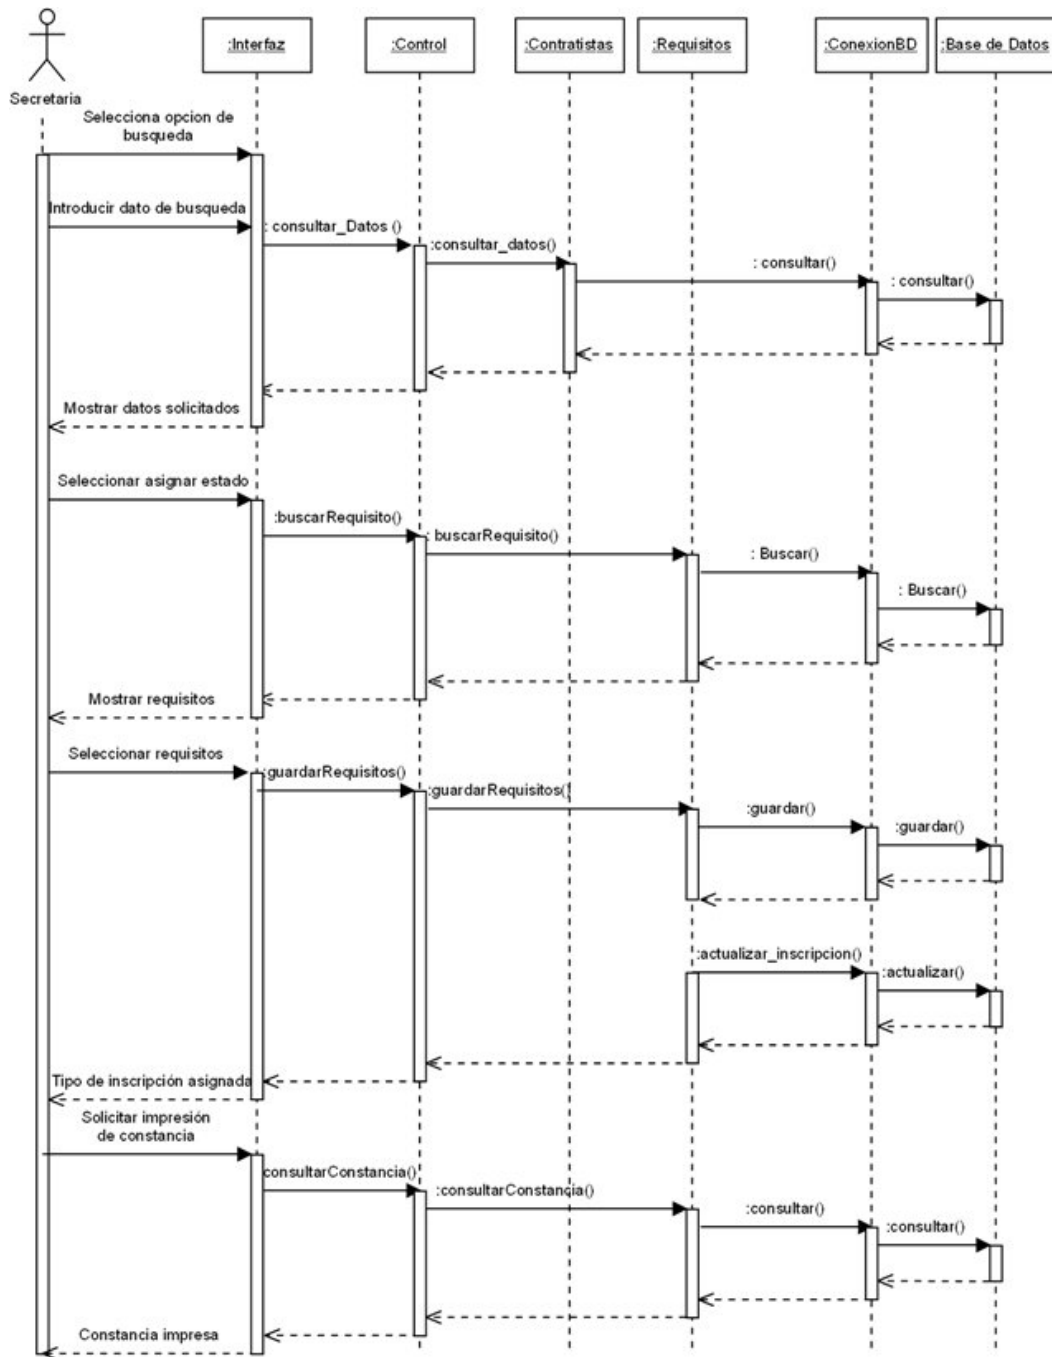 :Interfaz
:Control
:Contratistas
:Requisitos
:ConexionBD
:Base de Datos
Secretaria
Selecciona opcion de
busqueda
Introducir dato de busqueda
: consultar_Datos ()
:consultar_datos()
: consultar()
: consultar()
Mostrar datos solicitados
Seleccionar asignar estado
:buscarRequisito()
: buscarRequisito()
: Buscar()
: Buscar()
Mostrar requisitos
Seleccionar requisitos
:guardarRequisitos()
:guardarRequisitos()
:guardar()
:guardar()
:actualizar_inscripcion()
:actualizar()
Tipo de inscripción asignada
Solicitar impresión
de constancia
consultarConstancia()
:consultarConstancia()
:consultar()
:consultar()
Constancia impresa